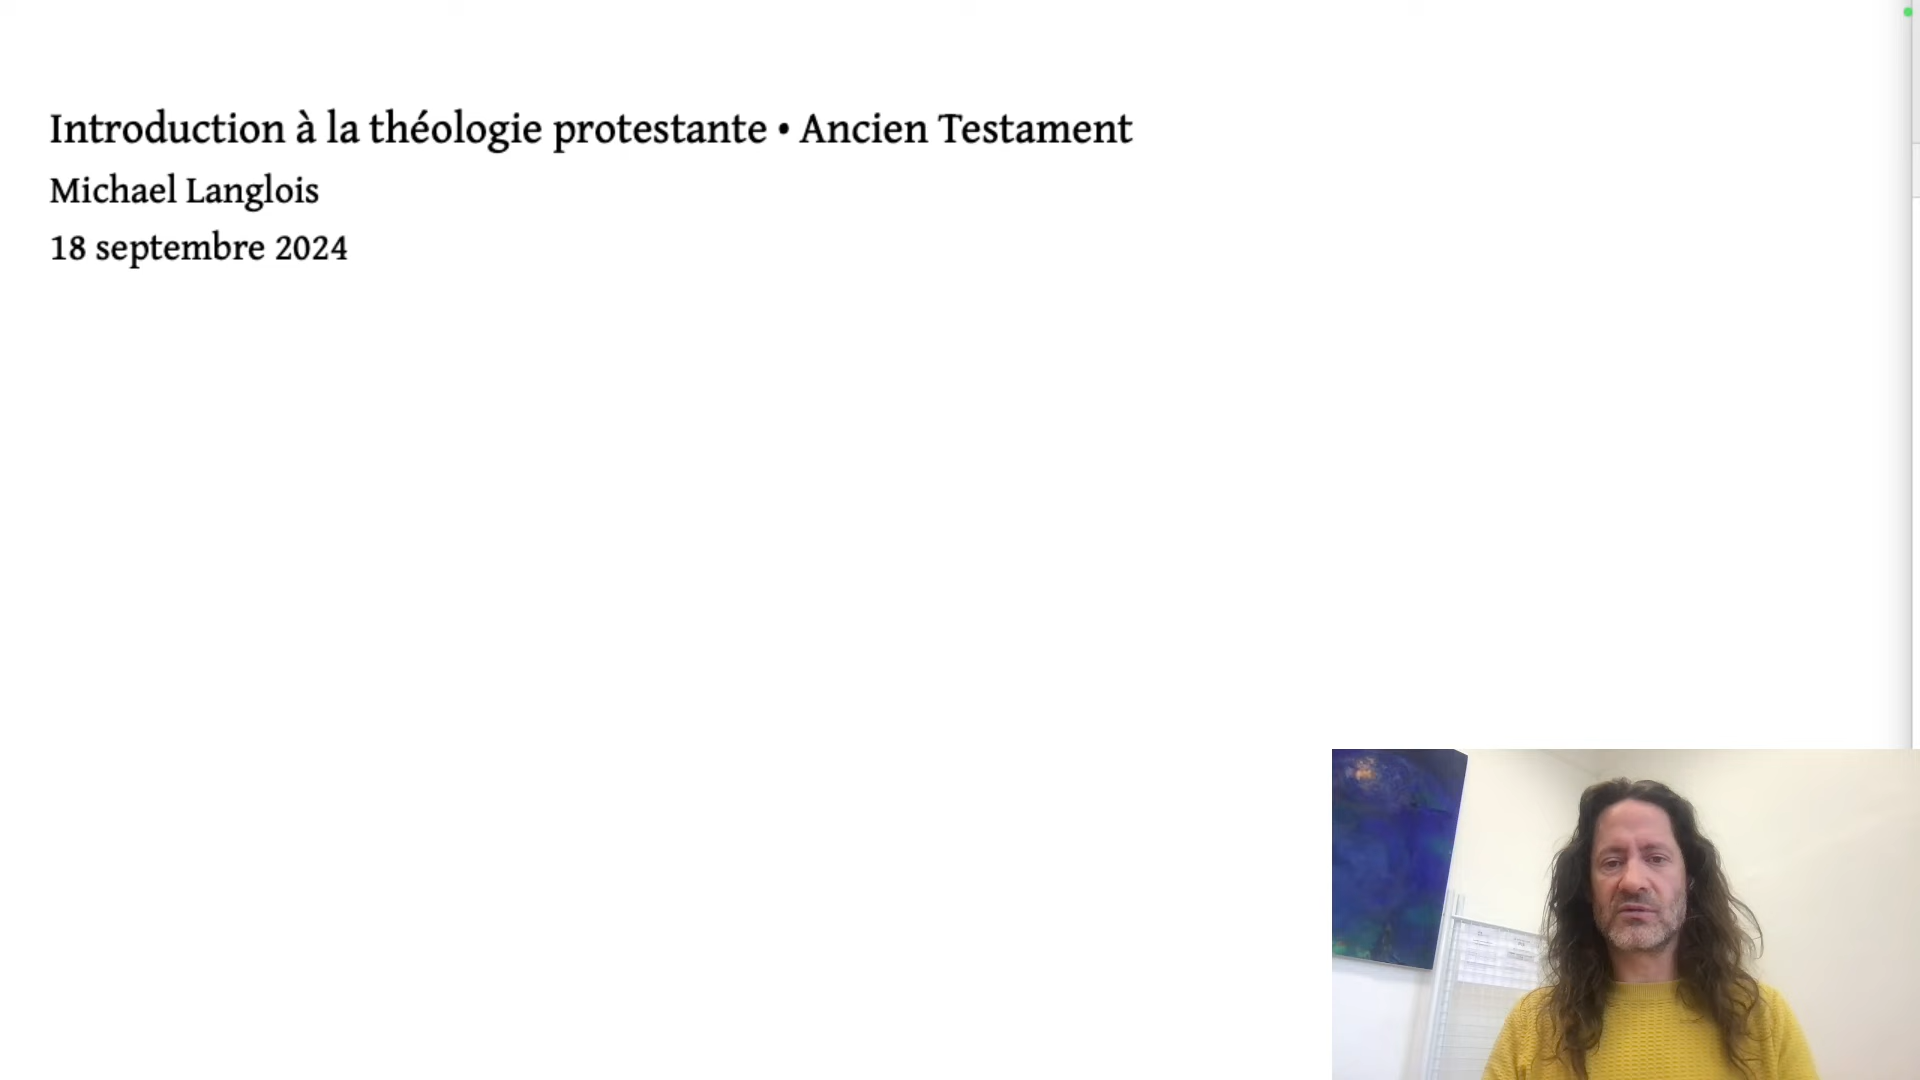 Introduction à la théologie protestante • Ancien Testament
Michael Langlois
18 septembre 2024